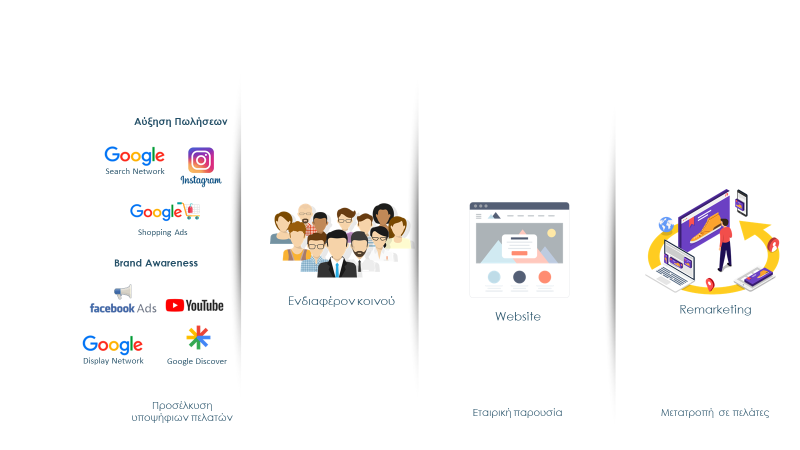 Αύξηση Πωλήσεων
Google
Search Network
Instagram
Google
Shopping Ads
Brand Awareness
facebook Ads
YouTube
Google
Display Network
Google Discover
Προσέλκυση
υποψήφιων πελατών
Ενδιαφέρον κοινού
Website
Εταιρική παρουσία
Remarketing
Μετατροπή σε πελάτες